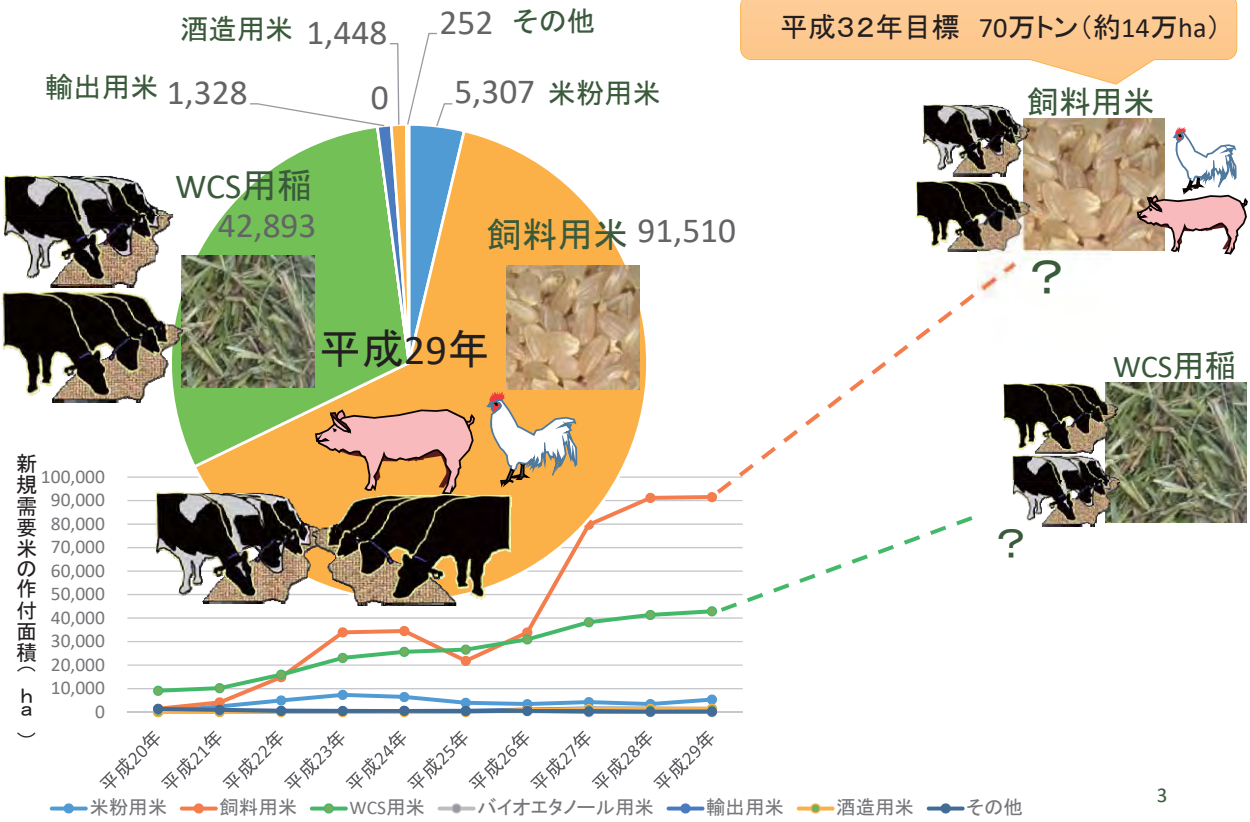 酒造用米 1,448
252 その他
輸出用米 1,328
0
5,307 米粉用米
平成32年目標 70万トン（約14万ha）
飼料用米
WCS用稲
42,893
飼料用米 91,510
平成29年
？
WCS用稲
？
新規需要米の作付面積（ha）
100,000
90,000
80,000
70,000
60,000
50,000
40,000
30,000
20,000
10,000
0
平成20年
平成21年
平成22年
平成23年
平成24年
平成25年
平成26年
平成27年
平成28年
平成29年
米粉用米 飼料用米 WCS用米 バイオエタノール用米 輸出用米 酒造用米 その他
3